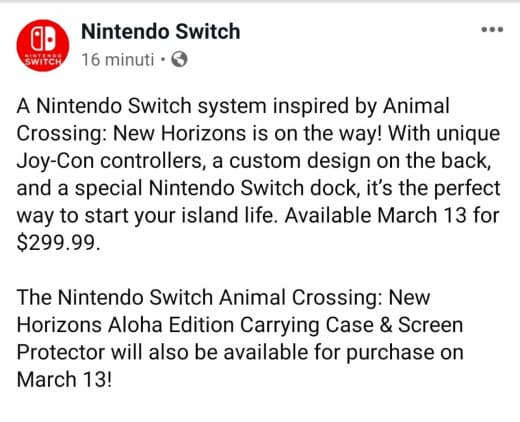 Nintendo Switch
16 minuti •
NINTENDO
SWITCH
A Nintendo Switch system inspired by Animal
Crossing: New Horizons is on the way! With unique
Joy-Con controllers, a custom design on the back,
and a special Nintendo Switch dock, it's the perfect
way to start your island life. Available March 13 for
$299.99.
The Nintendo Switch Animal Crossing: New
Horizons Aloha Edition Carrying Case & Screen
Protector will also be available for purchase on
March 13!